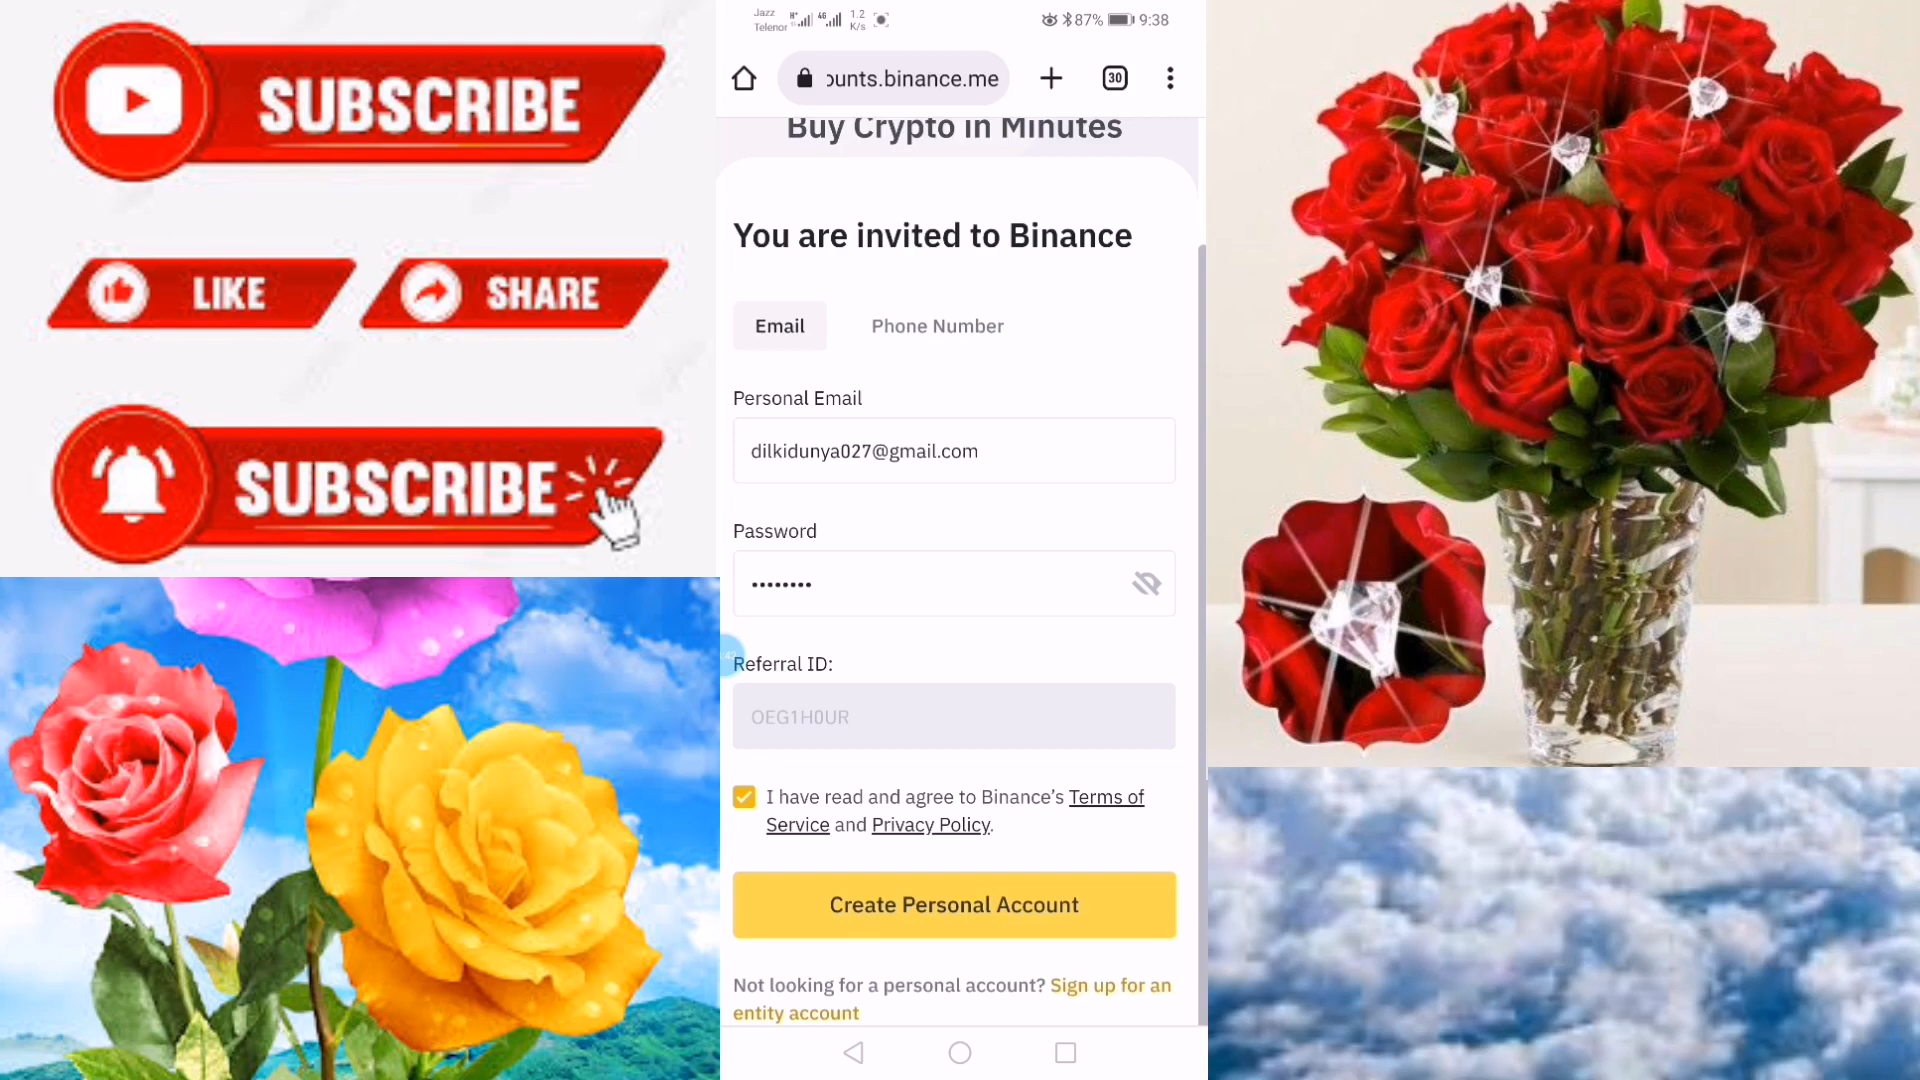 SUBSCRIBE
LIKE
SHARE
SUBSCRIBE
Jazz
Telenor
H+
4G
1.2
K/s
87%
9:38
ounts.binance.me
30
Buy Crypto in Minutes
You are invited to Binance
Email
Phone Number
Personal Email
dilkidunya027@gmail.com
Password
••••••••
Referral ID:
OEG1H0UR
I have read and agree to Binance’s Terms of
Service and Privacy Policy.
Create Personal Account
Not looking for a personal account? Sign up for an
entity account